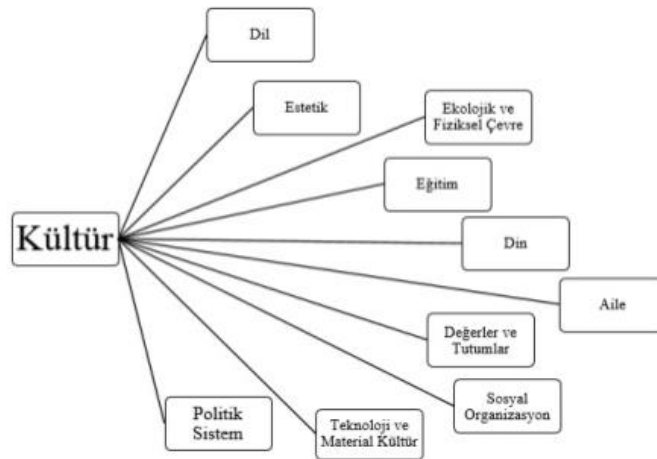 Dil
Estetik
Ekolojik ve
Fiziksel Çevre
Eğitim
Kültür
Din
Aile
Değerler ve
Tutumlar
Sosyal
Organizasyon
Politik
Sistem
Teknoloji ve
Material Kültür